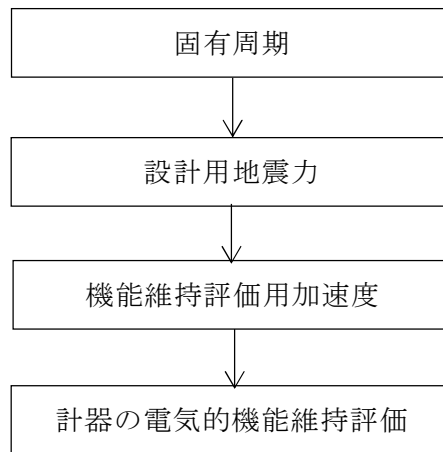 固有周期
設計用地震力
機能維持評価用加速度
計器の電気的機能維持評価